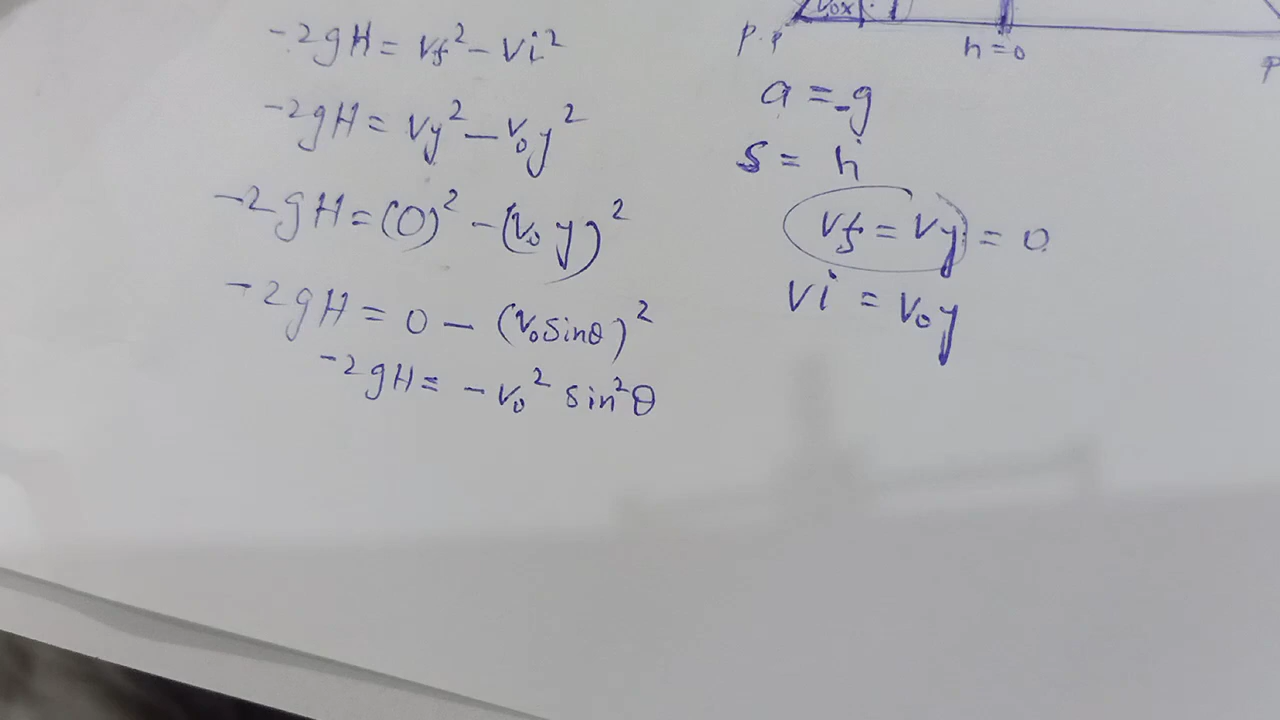 -2gH = vf² - vi²
-2gH = vy² - v₀y²
-2gH = (0)² - (v₀y)²
-2gH = 0 - (v₀sinθ)²
-2gH = -v₀² sin²θ
v₀x
P.P
h=0
P
a = -g
S = h
vf = vy = 0
vi = v₀y